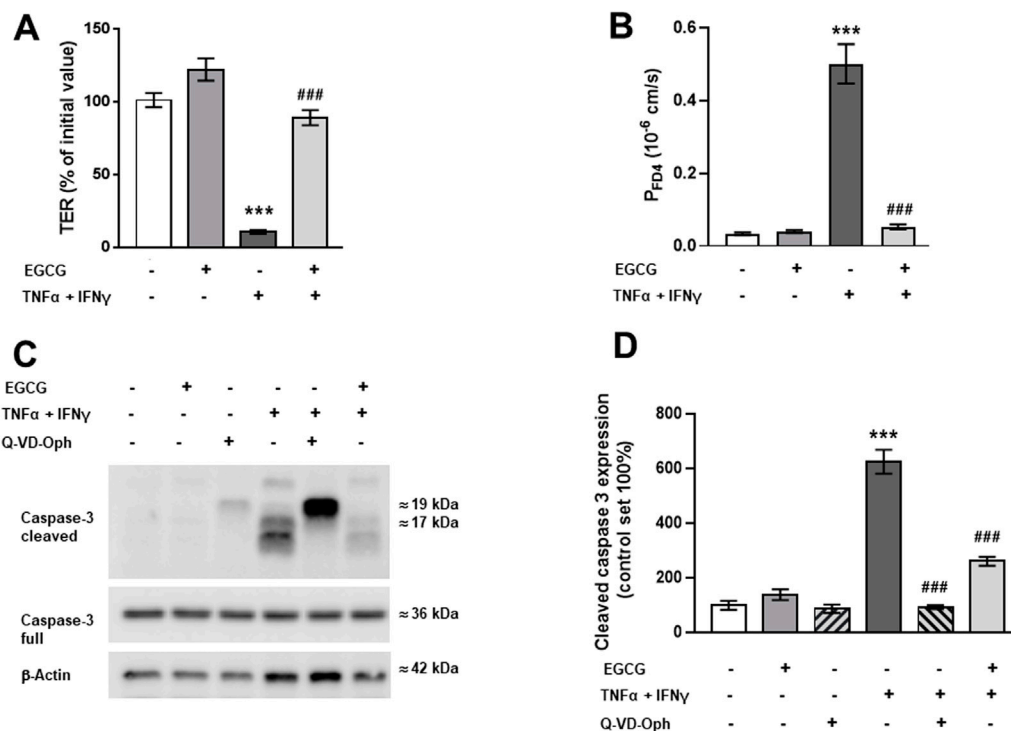 A
TER (% of initial value)
150
100
50
0
***
###
EGCG - + - +
TNFα + IFNγ - - + +
B
P_FD4 (10⁻⁶ cm/s)
0.6
0.4
0.2
0.0
***
###
EGCG - + - +
TNFα + IFNγ - - + +
C
EGCG - + - - - +
TNFα + IFNγ - - - + + +
Q-VD-Oph - - + - + -
Caspase-3
cleaved
≈ 19 kDa
≈ 17 kDa
Caspase-3
full
≈ 36 kDa
β-Actin
≈ 42 kDa
D
Cleaved caspase 3 expression
(control set 100%)
800
600
400
200
0
***
###
###
EGCG - + - - - +
TNFα + IFNγ - - - + + +
Q-VD-Oph - - + - + -